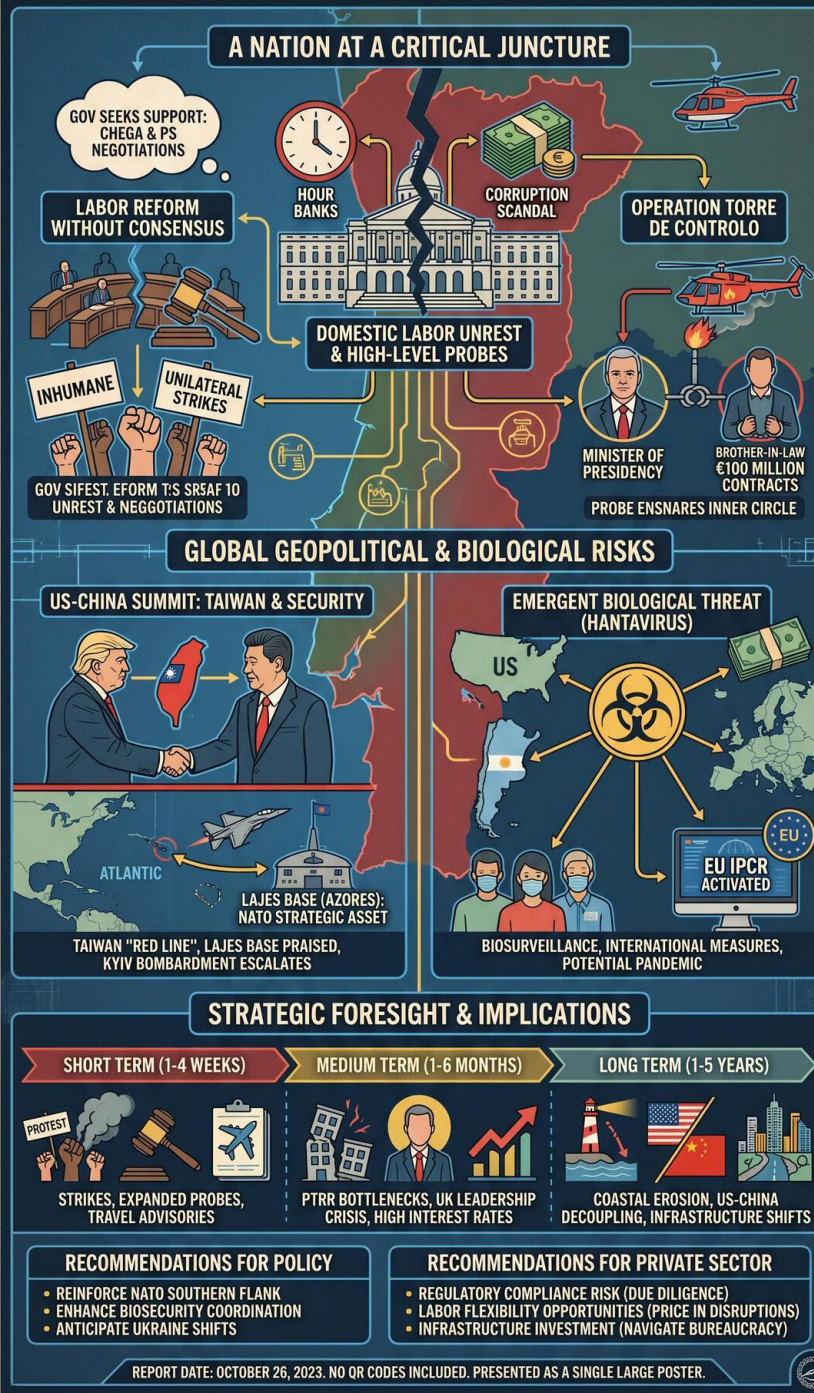 A NATION AT A CRITICAL JUNCTURE
GOV SEEKS SUPPORT:
CHEGA & PS
NEGOTIATIONS
HOUR
BANKS
CORRUPTION
SCANDAL
LABOR REFORM
WITHOUT CONSENSUS
OPERATION TORRE
DE CONTROLO
DOMESTIC LABOR UNREST
& HIGH-LEVEL PROBES
INHUMANE
UNILATERAL
STRIKES
MINISTER OF
PRESIDENCY
BROTHER-IN-LAW
€100 MILLION
CONTRACTS
GOV SIFEST. EFORM
UNREST & NEGGOTIATIONS
PROBE ENSNARES INNER CIRCLE
GLOBAL GEOPOLITICAL & BIOLOGICAL RISKS
US-CHINA SUMMIT: TAIWAN & SECURITY
EMERGENT BIOLOGICAL THREAT
(HANTAVIRUS)
US
ATLANTIC
LAJES BASE (AZORES):
NATO STRATEGIC ASSET
EU
EU IPCR
ACTIVATED
TAIWAN "RED LINE", LAJES BASE PRAISED,
KYIV BOMBARDMENT ESCALATES
BIOSURVEILLANCE, INTERNATIONAL MEASURES,
POTENTIAL PANDEMIC
STRATEGIC FORESIGHT & IMPLICATIONS
SHORT TERM (1-4 WEEKS)
MEDIUM TERM (1-6 MONTHS)
LONG TERM (1-5 YEARS)
PROTEST
STRIKES, EXPANDED PROBES,
TRAVEL ADVISORIES
PTRR BOTTLENECKS, UK LEADERSHIP
CRISIS, HIGH INTEREST RATES
COASTAL EROSION, US-CHINA
DECOUPLING, INFRASTRUCTURE SHIFTS
RECOMMENDATIONS FOR POLICY
• REINFORCE NATO SOUTHERN FLANK
• ENHANCE BIOSECURITY COORDINATION
• ANTICIPATE UKRAINE SHIFTS
RECOMMENDATIONS FOR PRIVATE SECTOR
• REGULATORY COMPLIANCE RISK (DUE DILIGENCE)
• LABOR FLEXIBILITY OPPORTUNITIES (PRICE IN DISRUPTIONS)
• INFRASTRUCTURE INVESTMENT (NAVIGATE BUREAUCRACY)
REPORT DATE: OCTOBER 26, 2023. NO QR CODES INCLUDED. PRESENTED AS A SINGLE LARGE POSTER.